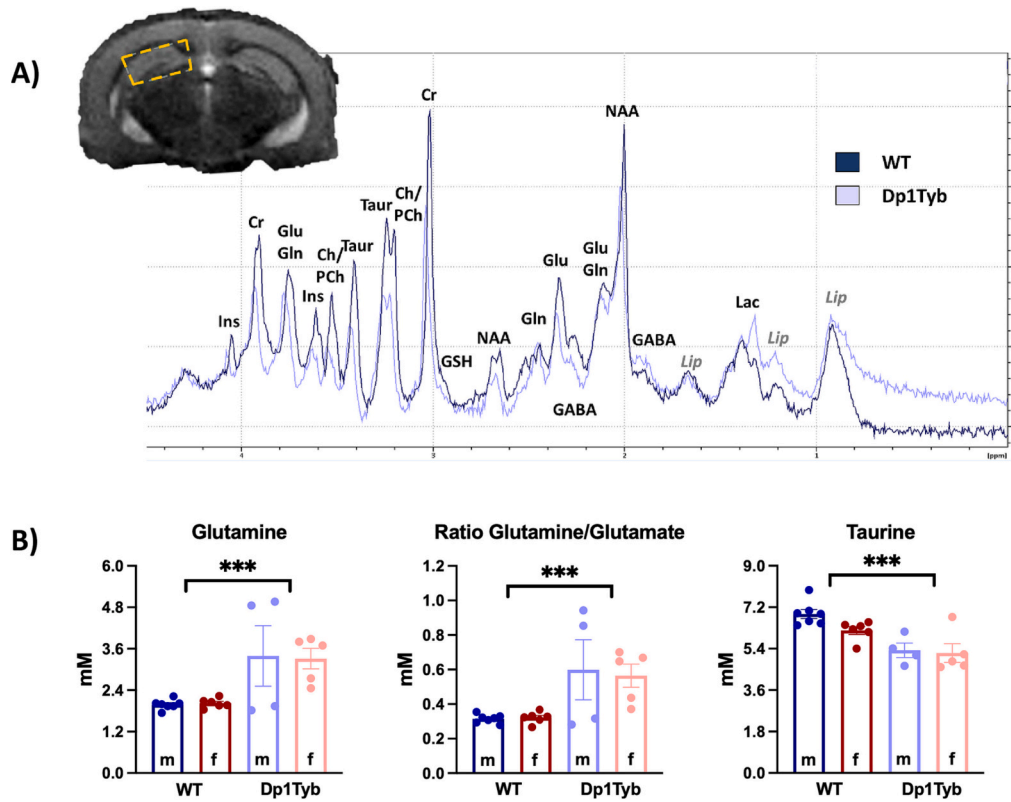 A)
Cr
NAA
WT
Dp1Tyb
Ch/
PCh
Taur
Cr
Glu
Gln
Ch/
PCh
Taur
Glu
Glu
Gln
Ins
Ins
Lac
Lip
NAA
Gln
GABA
Lip
Lip
GSH
GABA
4
3
2
1
[ppm]
B)
Glutamine
6.0
4.8
3.6
2.4
1.2
0.0
mM
***
m
f
m
f
WT
Dp1Tyb
Ratio Glutamine/Glutamate
1.2
1.0
0.8
0.6
0.4
0.2
0.0
mM
***
m
f
m
f
WT
Dp1Tyb
Taurine
9.0
7.2
5.4
3.6
1.8
0.0
mM
***
m
f
m
f
WT
Dp1Tyb